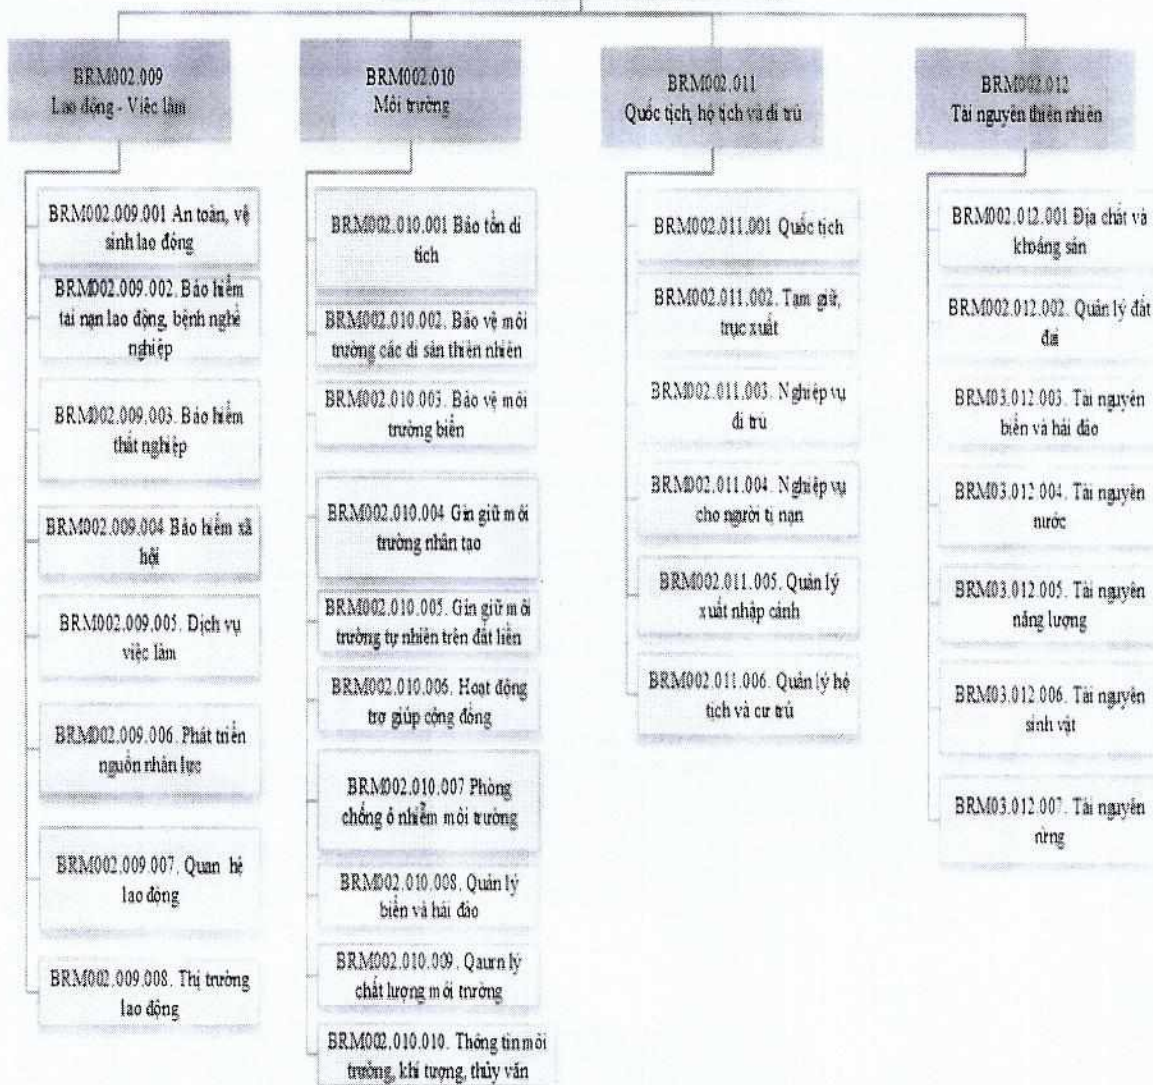 BRM002.009
Lao động - Việc làm
BRM002.009.001 An toàn, vệ
sinh lao động
BRM002.009.002. Bảo hiểm
tai nạn lao động, bệnh nghề
nghiệp
BRM002.009.003. Bảo hiểm
thất nghiệp
BRM002.009.004 Bảo hiểm xã
hội
BRM002.009.005. Dịch vụ
việc làm
BRM002.009.006. Phát triển
nguồn nhân lực
BRM002.009.007. Quan hệ
lao động
BRM002.009.008. Thị trường
lao động
BRM002.010
Môi trường
BRM002.010.001 Bảo tồn di
tích
BRM002.010.002. Bảo vệ môi
trường các di sản thiên nhiên
BRM002.010.003. Bảo vệ môi
trường biển
BRM002.010.004 Gìn giữ môi
trường nhân tạo
BRM002.010.005. Gìn giữ môi
trường tự nhiên trên đất liền
BRM002.010.006. Hoạt động
trợ giúp cộng đồng
BRM002.010.007 Phòng
chống ô nhiễm môi trường
BRM002.010.008. Quản lý
biển và hải đảo
BRM002.010.009. Qaurn lý
chất lượng môi trường
BRM002.010.010. Thông tin môi
trường, khí tượng, thủy văn
BRM002.011
Quốc tịch, hộ tịch và di trú
BRM002.011.001 Quốc tịch
BRM002.011.002. Tạm giữ,
trục xuất
BRM002.011.003. Nghiệp vụ
di trú
BRM002.011.004. Nghiệp vụ
cho người tị nạn
BRM002.011.005. Quản lý
xuất nhập cảnh
BRM002.011.006. Quản lý hộ
tịch và cư trú
BRM002.012
Tài nguyên thiên nhiên
BRM002.012.001 Địa chất và
khoáng sản
BRM002.012.002. Quản lý đất
đai
BRM03.012.003. Tài nguyên
biển và hải đảo
BRM03.012.004. Tài nguyên
nước
BRM03.012.005. Tài nguyên
năng lượng
BRM03.012.006. Tài nguyên
sinh vật
BRM03.012.007. Tài nguyên
rừng